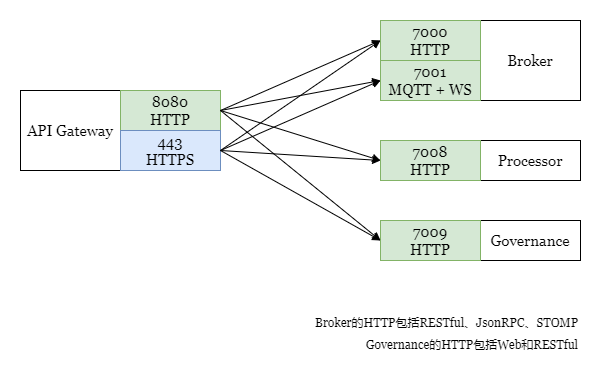 7000
HTTP
Broker
7001
MQTT + WS
API Gateway
8080
HTTP
443
HTTPS
7008
HTTP
Processor
7009
HTTP
Governance
Broker的HTTP包括RESTful、JsonRPC、STOMP
Governance的HTTP包括Web和RESTful